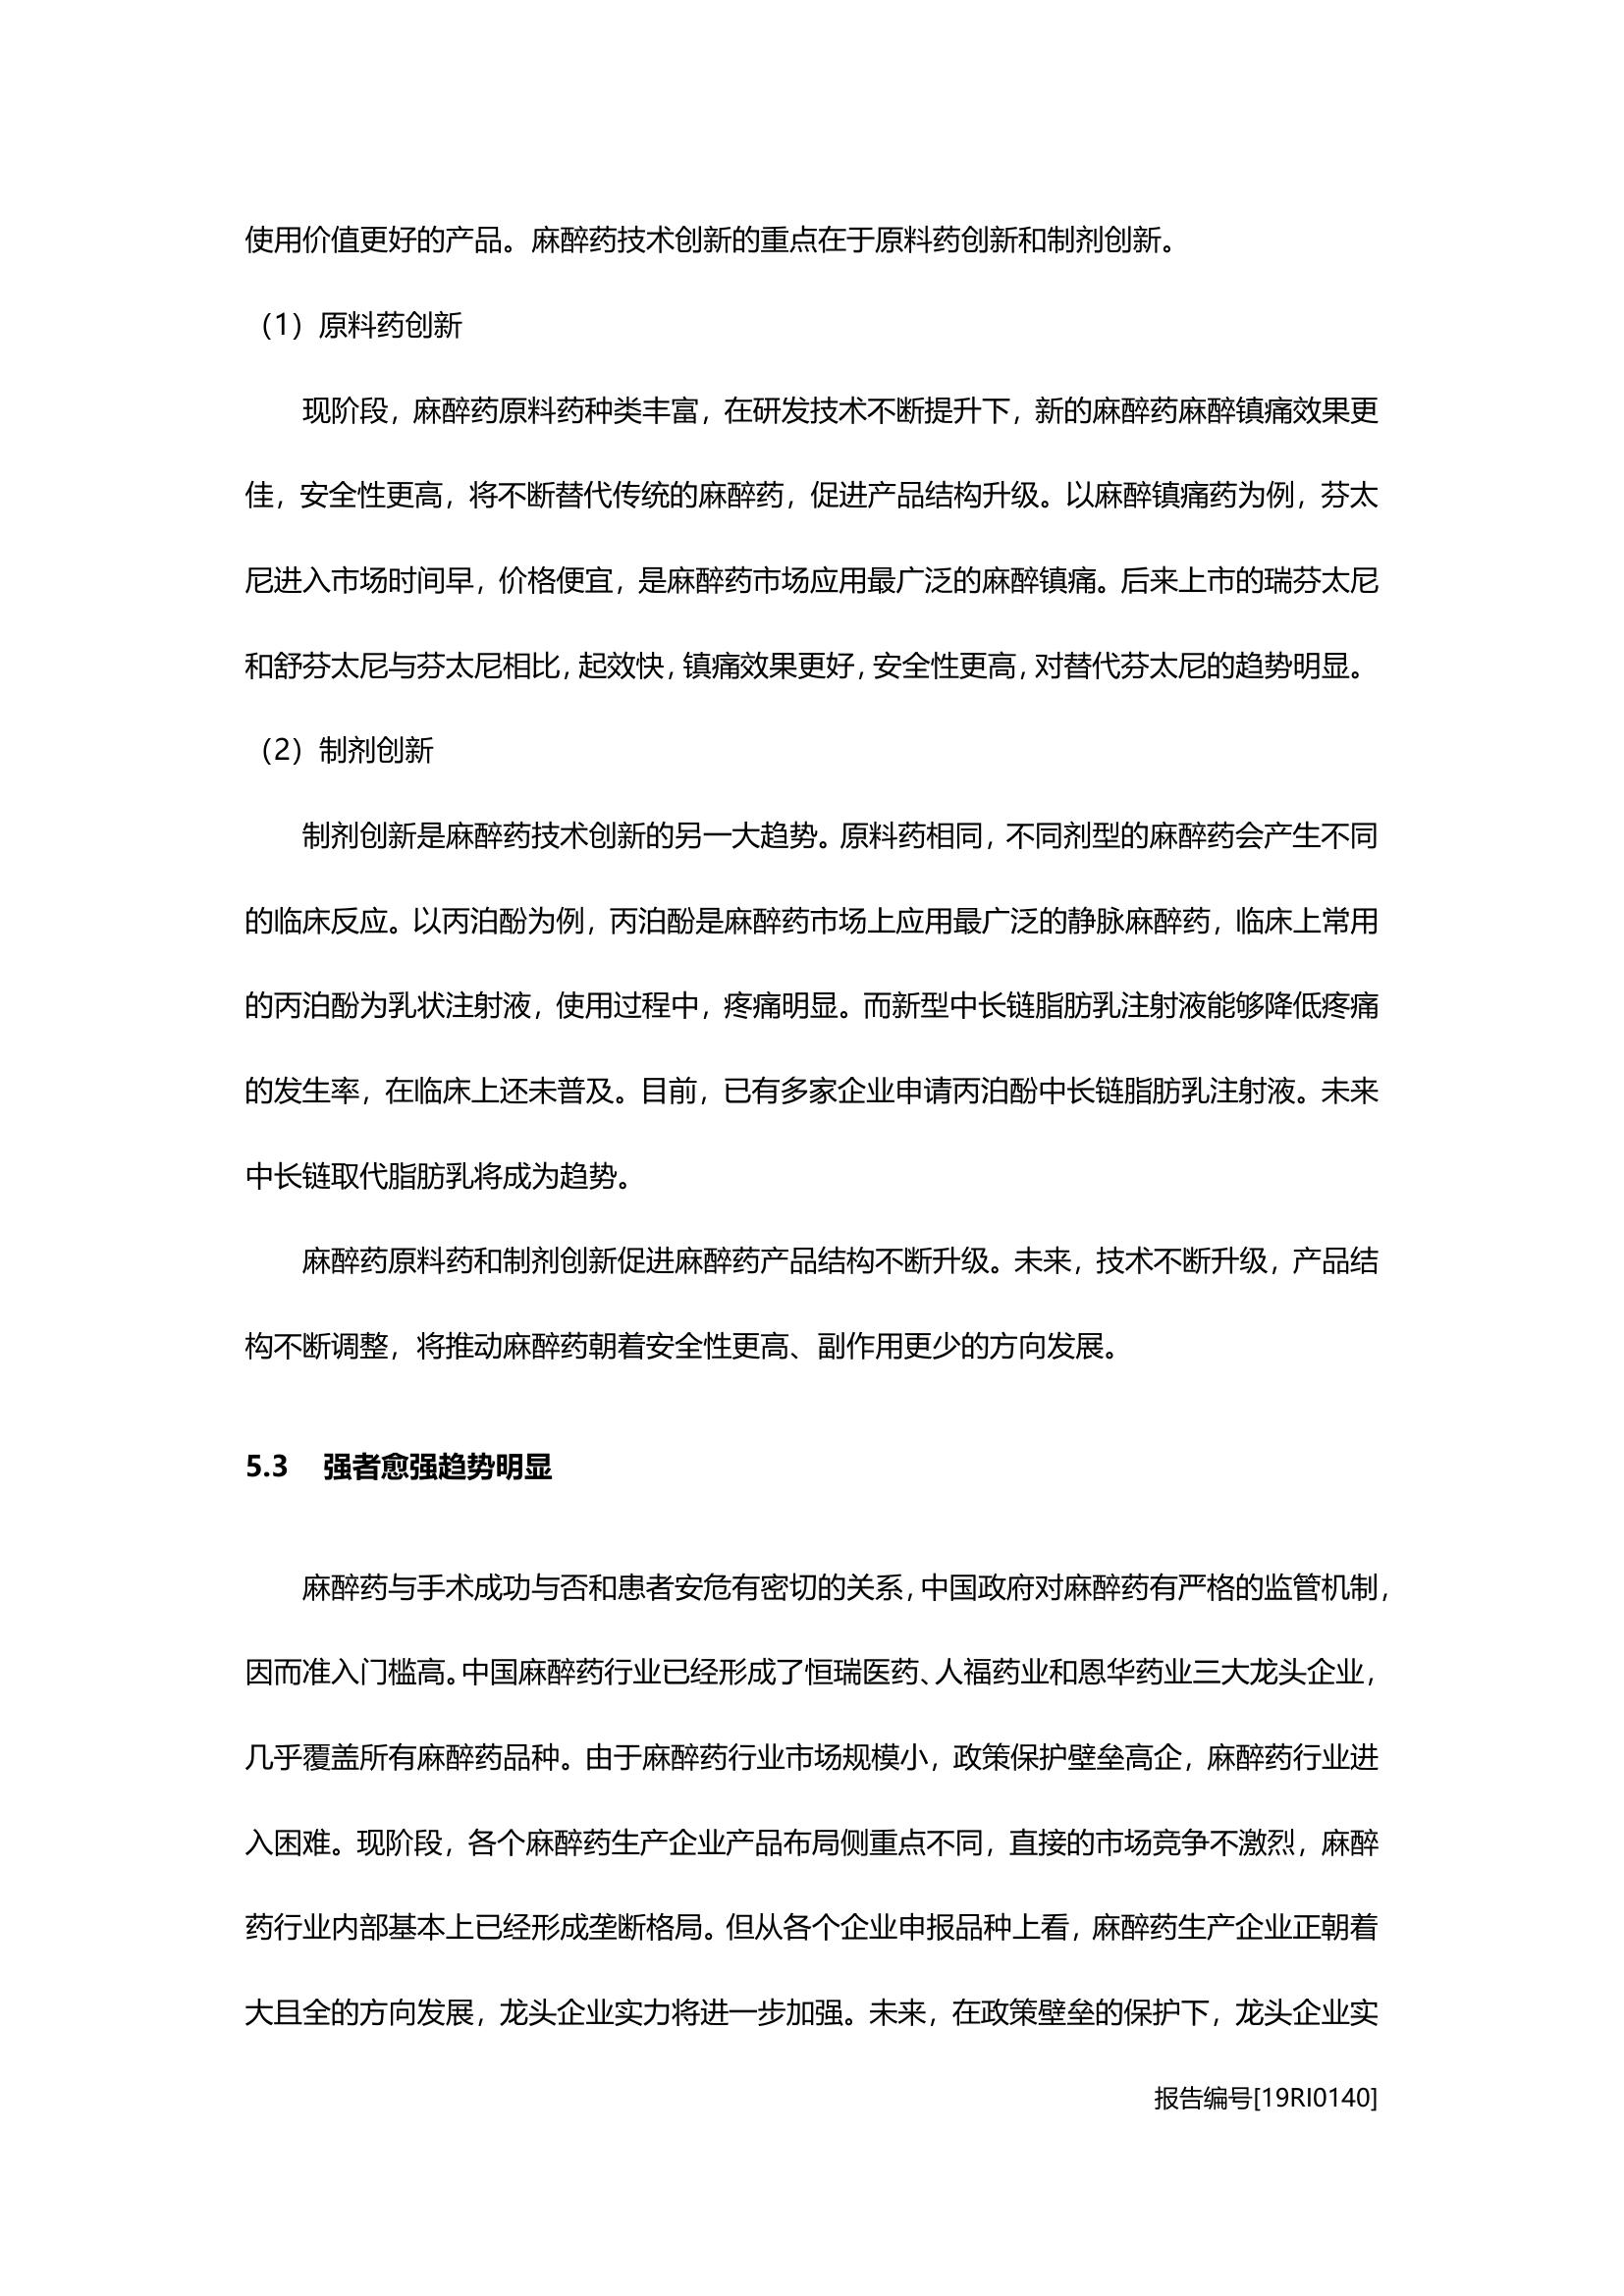 使用价值更好的产品。麻醉药技术创新的重点在于原料药创新和制剂创新。
（1）原料药创新
现阶段，麻醉药原料药种类丰富，在研发技术不断提升下，新的麻醉药麻醉镇痛效果更
佳，安全性更高，将不断替代传统的麻醉药，促进产品结构升级。以麻醉镇痛药为例，芬太
尼进入市场时间早，价格便宜，是麻醉药市场应用最广泛的麻醉镇痛。后来上市的瑞芬太尼
和舒芬太尼与芬太尼相比，起效快，镇痛效果更好，安全性更高，对替代芬太尼的趋势明显。
（2）制剂创新
制剂创新是麻醉药技术创新的另一大趋势。原料药相同，不同剂型的麻醉药会产生不同
的临床反应。以丙泊酚为例，丙泊酚是麻醉药市场上应用最广泛的静脉麻醉药，临床上常用
的丙泊酚为乳状注射液，使用过程中，疼痛明显。而新型中长链脂肪乳注射液能够降低疼痛
的发生率，在临床上还未普及。目前，已有多家企业申请丙泊酚中长链脂肪乳注射液。未来
中长链取代脂肪乳将成为趋势。
麻醉药原料药和制剂创新促进麻醉药产品结构不断升级。未来，技术不断升级，产品结
构不断调整，将推动麻醉药朝着安全性更高、副作用更少的方向发展。
5.3 强者愈强趋势明显
麻醉药与手术成功与否和患者安危有密切的关系，中国政府对麻醉药有严格的监管机制，
因而准入门槛高。中国麻醉药行业已经形成了恒瑞医药、人福药业和恩华药业三大龙头企业，
几乎覆盖所有麻醉药品种。由于麻醉药行业市场规模小，政策保护壁垒高企，麻醉药行业进
入困难。现阶段，各个麻醉药生产企业产品布局侧重点不同，直接的市场竞争不激烈，麻醉
药行业内部基本上已经形成垄断格局。但从各个企业申报品种上看，麻醉药生产企业正朝着
大且全的方向发展，龙头企业实力将进一步加强。未来，在政策壁垒的保护下，龙头企业实
报告编号[19RI0140]